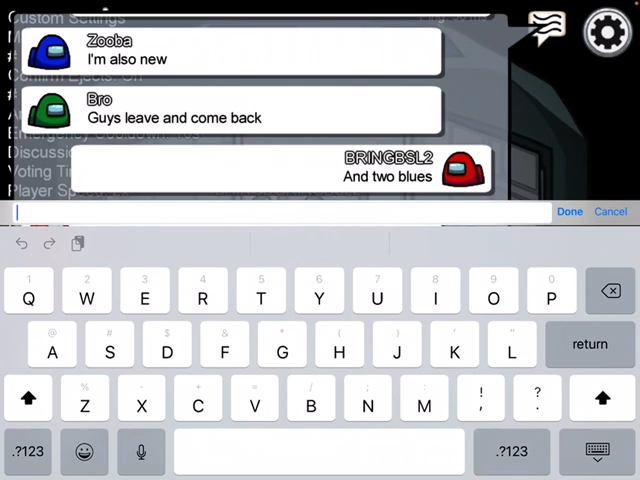 Custom Settings
Zooba
I'm also new
Confirm Ejects: On
Bro
Guys leave and come back
Emergency Cooldown:
Discussion
BRINGBSL2
And two blues
Voting Time
Player Speed:
Done Cancel
1 2 3 4 5 6 7 8 9 0
Q W E R T Y U I O P
@ # $ & * ( ) ' "
A S D F G H J K L return
% - + = / ; : ! ?
Z X C V B N M , .
.?123 .?123